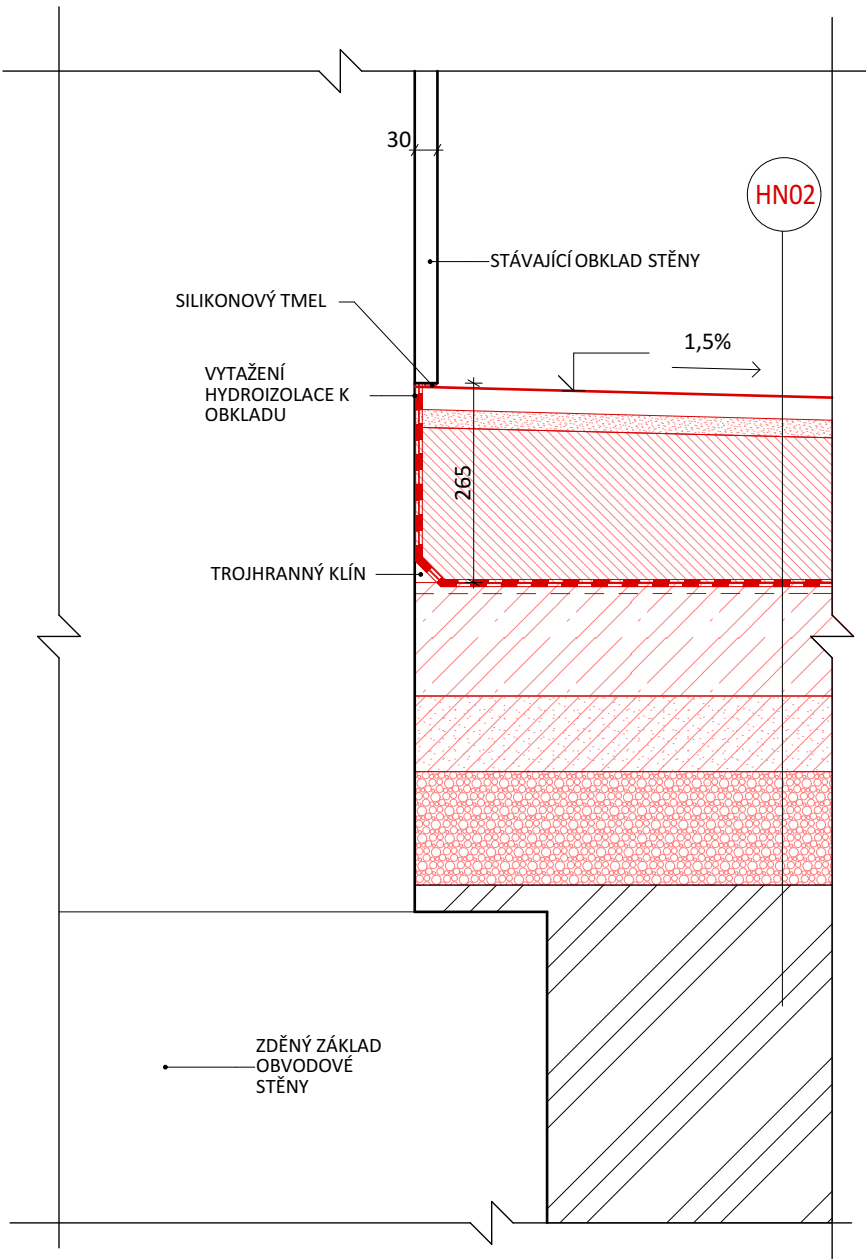 30
HN02
STÁVAJÍCÍ OBKLAD STĚNY
SILIKONOVÝ TMEL
1,5%
VYTAŽENÍ
HYDROIZOLACE K
OBKLADU
265
TROJHRANNÝ KLÍN
ZDĚNÝ ZÁKLAD
OBVODOVÉ
STĚNY